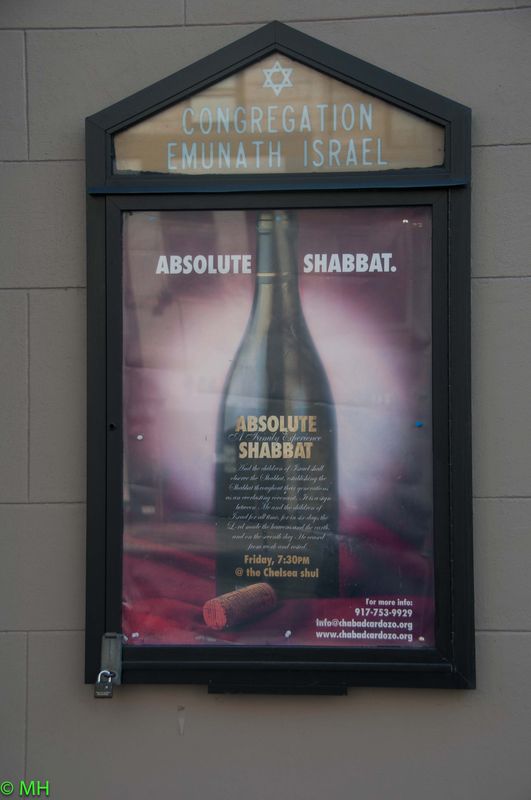 CONGREGATION
EMUNATH ISRAEL
ABSOLUTE SHABBAT.
ABSOLUTE
A Family Experience
SHABBAT
And the children of Israel shall
observe the Shabbat, establishing the
Shabbat throughout their generations
as an everlasting covenant. It is a sign
between Me and the children of
Israel for all time, for in six days the
L-rd made the heavens and the earth,
and on the seventh day He ceased
from work and rested.
Friday, 7:30PM
@ the Chelsea shul
For more info:
917-753-9929
info@chabadcardozo.org
www.chabadcardozo.org
© MH